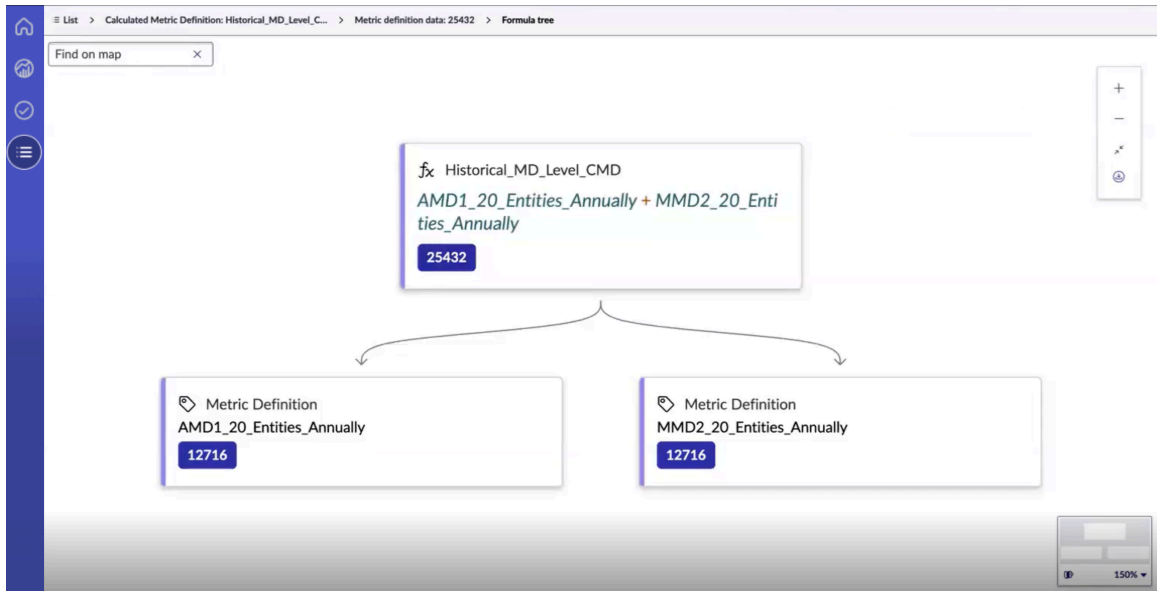 List > Calculated Metric Definition: Historical_MD_Level_C... > Metric definition data: 25432 > Formula tree
Find on map
fx Historical_MD_Level_CMD
AMD1_20_Entities_Annually + MMD2_20_Enti
ties_Annually
25432
Metric Definition
AMD1_20_Entities_Annually
12716
Metric Definition
MMD2_20_Entities_Annually
12716
150%